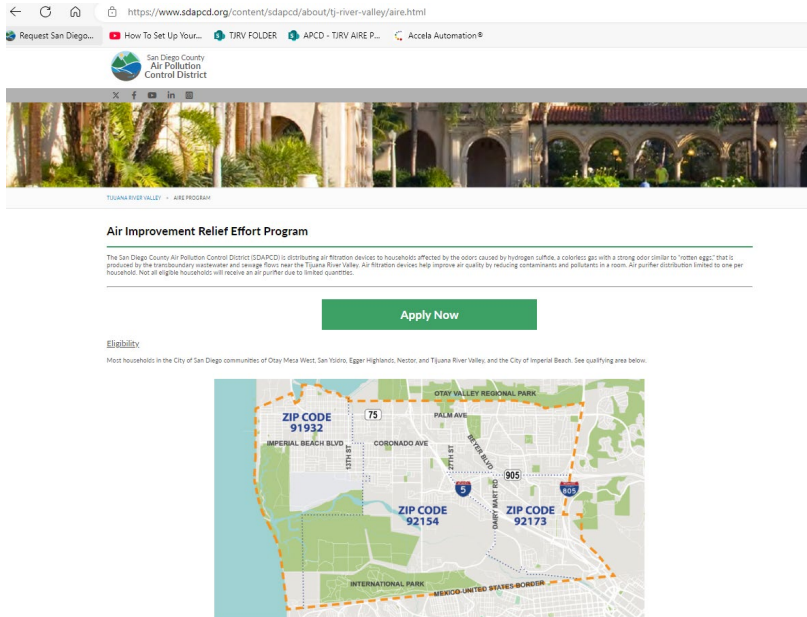 https://www.sdapcd.org/content/sdapcd/about/tj-river-valley/aire.html
Request San Diego... How To Set Up Your... TJRV FOLDER APCD - TJRV AIRE P... Accela Automation®
San Diego County
Air Pollution
Control District
TIJUANA RIVER VALLEY AIRE PROGRAM
Air Improvement Relief Effort Program
The San Diego County Air Pollution Control District (SDAPCD) is distributing air filtration devices to households affected by the odors caused by hydrogen sulfide, a colorless gas with a strong odor similar to "rotten eggs," that is
produced by the transboundary wastewater and sewage flows near the Tijuana River Valley. Air filtration devices help improve air quality by reducing contaminants and pollutants in a room. Air purifier distribution limited to one per
household. Not all eligible households will receive an air purifier due to limited quantities.
Apply Now
Eligibility
Most households in the City of San Diego communities of Otay Mesa West, San Ysidro, Egger Highlands, Nestor, and Tijuana River Valley, and the City of Imperial Beach. See qualifying area below.
OTAY VALLEY REGIONAL PARK
ZIP CODE
91932
75
PALM AVE
IMPERIAL BEACH BLVD
CORONADO AVE
13TH ST
27TH ST
BEYER BLVD
905
5
805
DAIRY MART RD
ZIP CODE
92154
ZIP CODE
92173
INTERNATIONAL PARK
MEXICO-UNITED STATES BORDER